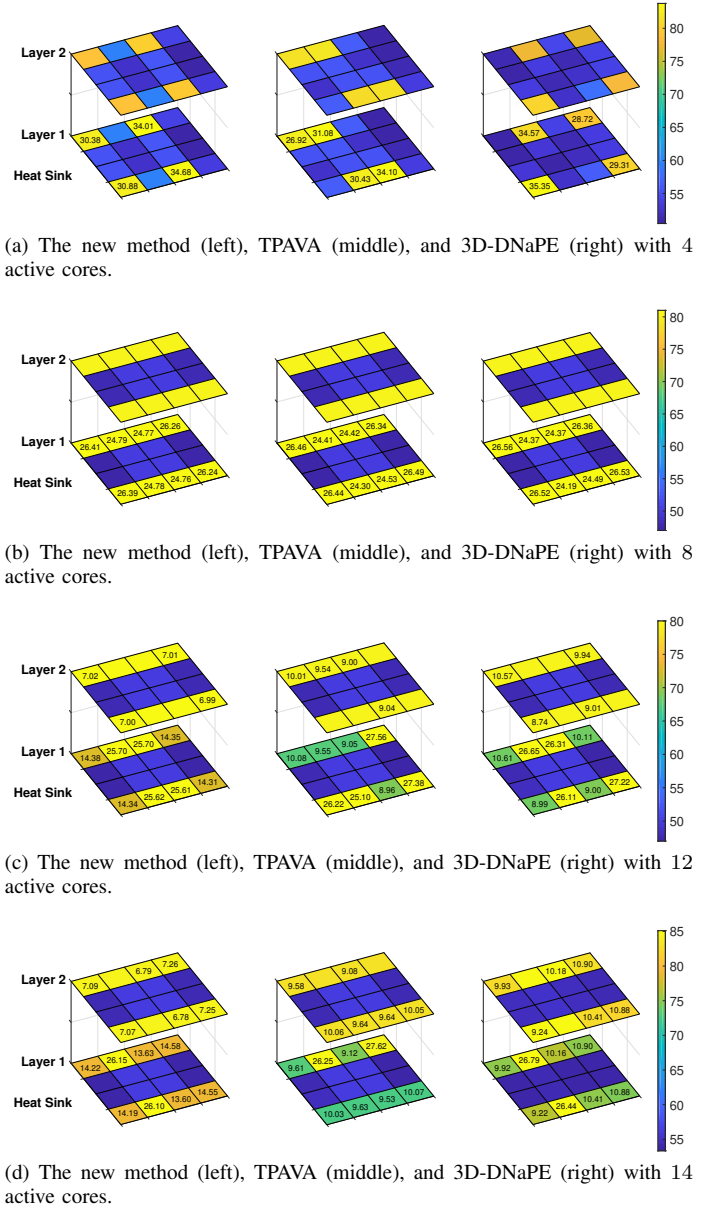 Layer 2
80
75
70
65
60
55
Layer 1
30.38 34.01 26.92 31.08 34.57 28.72
Heat Sink
30.88 34.68 30.43 34.10 35.35 29.31
(a) The new method (left), TPAVA (middle), and 3D-DNaPE (right) with 4
active cores.
80
75
70
65
60
55
50
Layer 2
Layer 1
26.41 24.79 24.77 26.26 26.46 24.41 24.42 26.34 26.56 24.37 24.37 26.36
Heat Sink
26.39 24.78 24.76 26.24 26.44 24.30 24.53 26.49 26.52 24.19 24.49 26.53
(b) The new method (left), TPAVA (middle), and 3D-DNaPE (right) with 8
active cores.
80
75
70
65
60
55
50
Layer 2
7.02 7.01 10.01 9.54 9.00 10.57 9.94
7.00 6.99 9.04 8.74 9.01
Layer 1
14.38 25.70 25.70 14.35 10.08 9.55 9.05 27.56 10.61 26.65 26.31 10.11
Heat Sink
14.34 25.62 25.61 14.31 26.22 25.10 8.96 27.38 8.99 26.11 9.00 27.22
(c) The new method (left), TPAVA (middle), and 3D-DNaPE (right) with 12
active cores.
85
80
75
70
65
60
55
Layer 2
7.09 6.79 7.26 9.58 9.08 9.93 10.18 10.90
7.07 6.78 7.25 10.06 9.64 9.64 10.05 9.24 10.41 10.88
Layer 1
14.22 26.15 13.63 14.58 9.61 26.25 9.12 27.62 9.92 26.79 10.16 10.90
Heat Sink
14.19 26.10 13.60 14.55 10.03 9.63 9.53 10.07 9.22 26.44 10.41 10.88
(d) The new method (left), TPAVA (middle), and 3D-DNaPE (right) with 14
active cores.